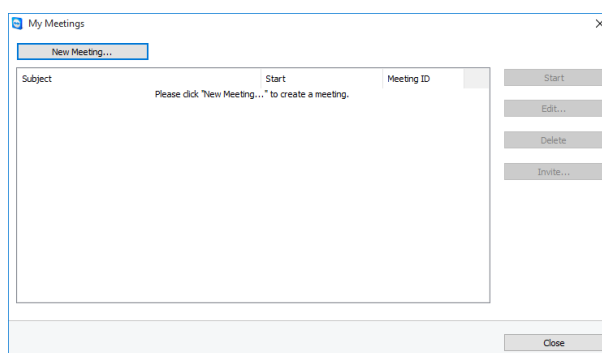 My Meetings
New Meeting...
Subject Start Meeting ID
Please click "New Meeting..." to create a meeting.
Start
Edit...
Delete
Invite...
Close